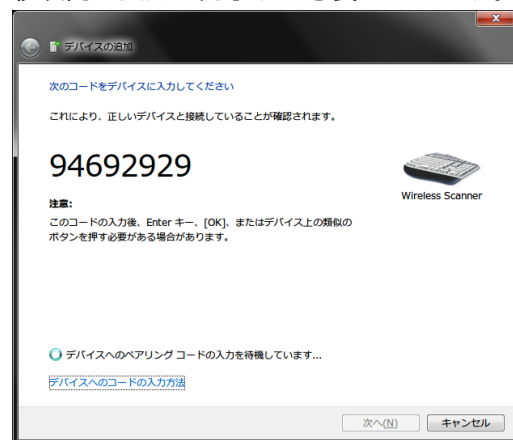 デバイスの追加
次のコードをデバイスに入力してください
これにより、正しいデバイスと接続していることが確認されます。
94692929
Wireless Scanner
注意:
このコードの入力後、Enter キー、[OK]、またはデバイス上の類似の
ボタンを押す必要がある場合があります。
デバイスへのペアリング コードの入力を待機しています...
デバイスへのコードの入力方法
次へ(N)
キャンセル